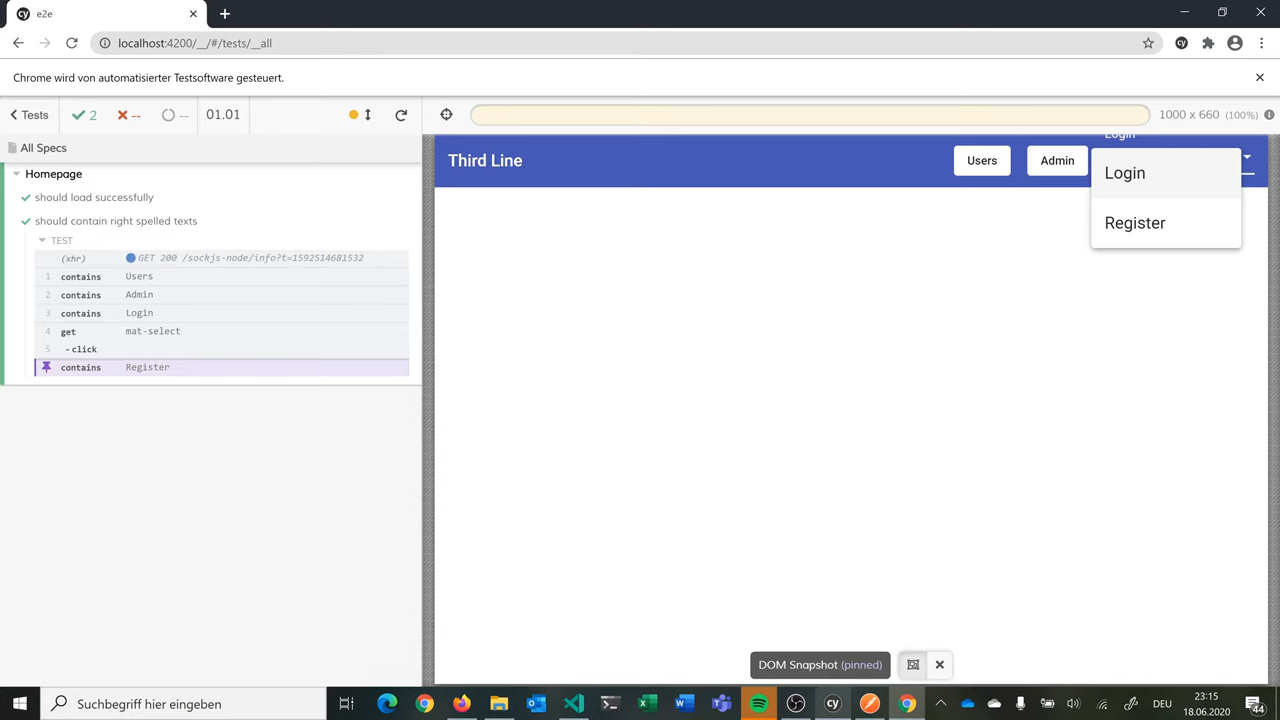 e2e
localhost:4200/__/#/tests/__all
Chrome wird von automatisierter Testsoftware gesteuert.
Tests 2 -- -- 01.01 1000 x 660 (100%)
All Specs
Homepage
should load successfully
should contain right spelled texts
TEST
(xhr) GET 200 /sockjs-node/info?t=1592514681532
1 contains Users
2 contains Admin
3 contains Login
4 get mat-select
5 - click
contains Register
Login
Third Line Users Admin
Login
Register
DOM Snapshot (pinned)
Suchbegriff hier eingeben
DEU
23:15
18.06.2020
44